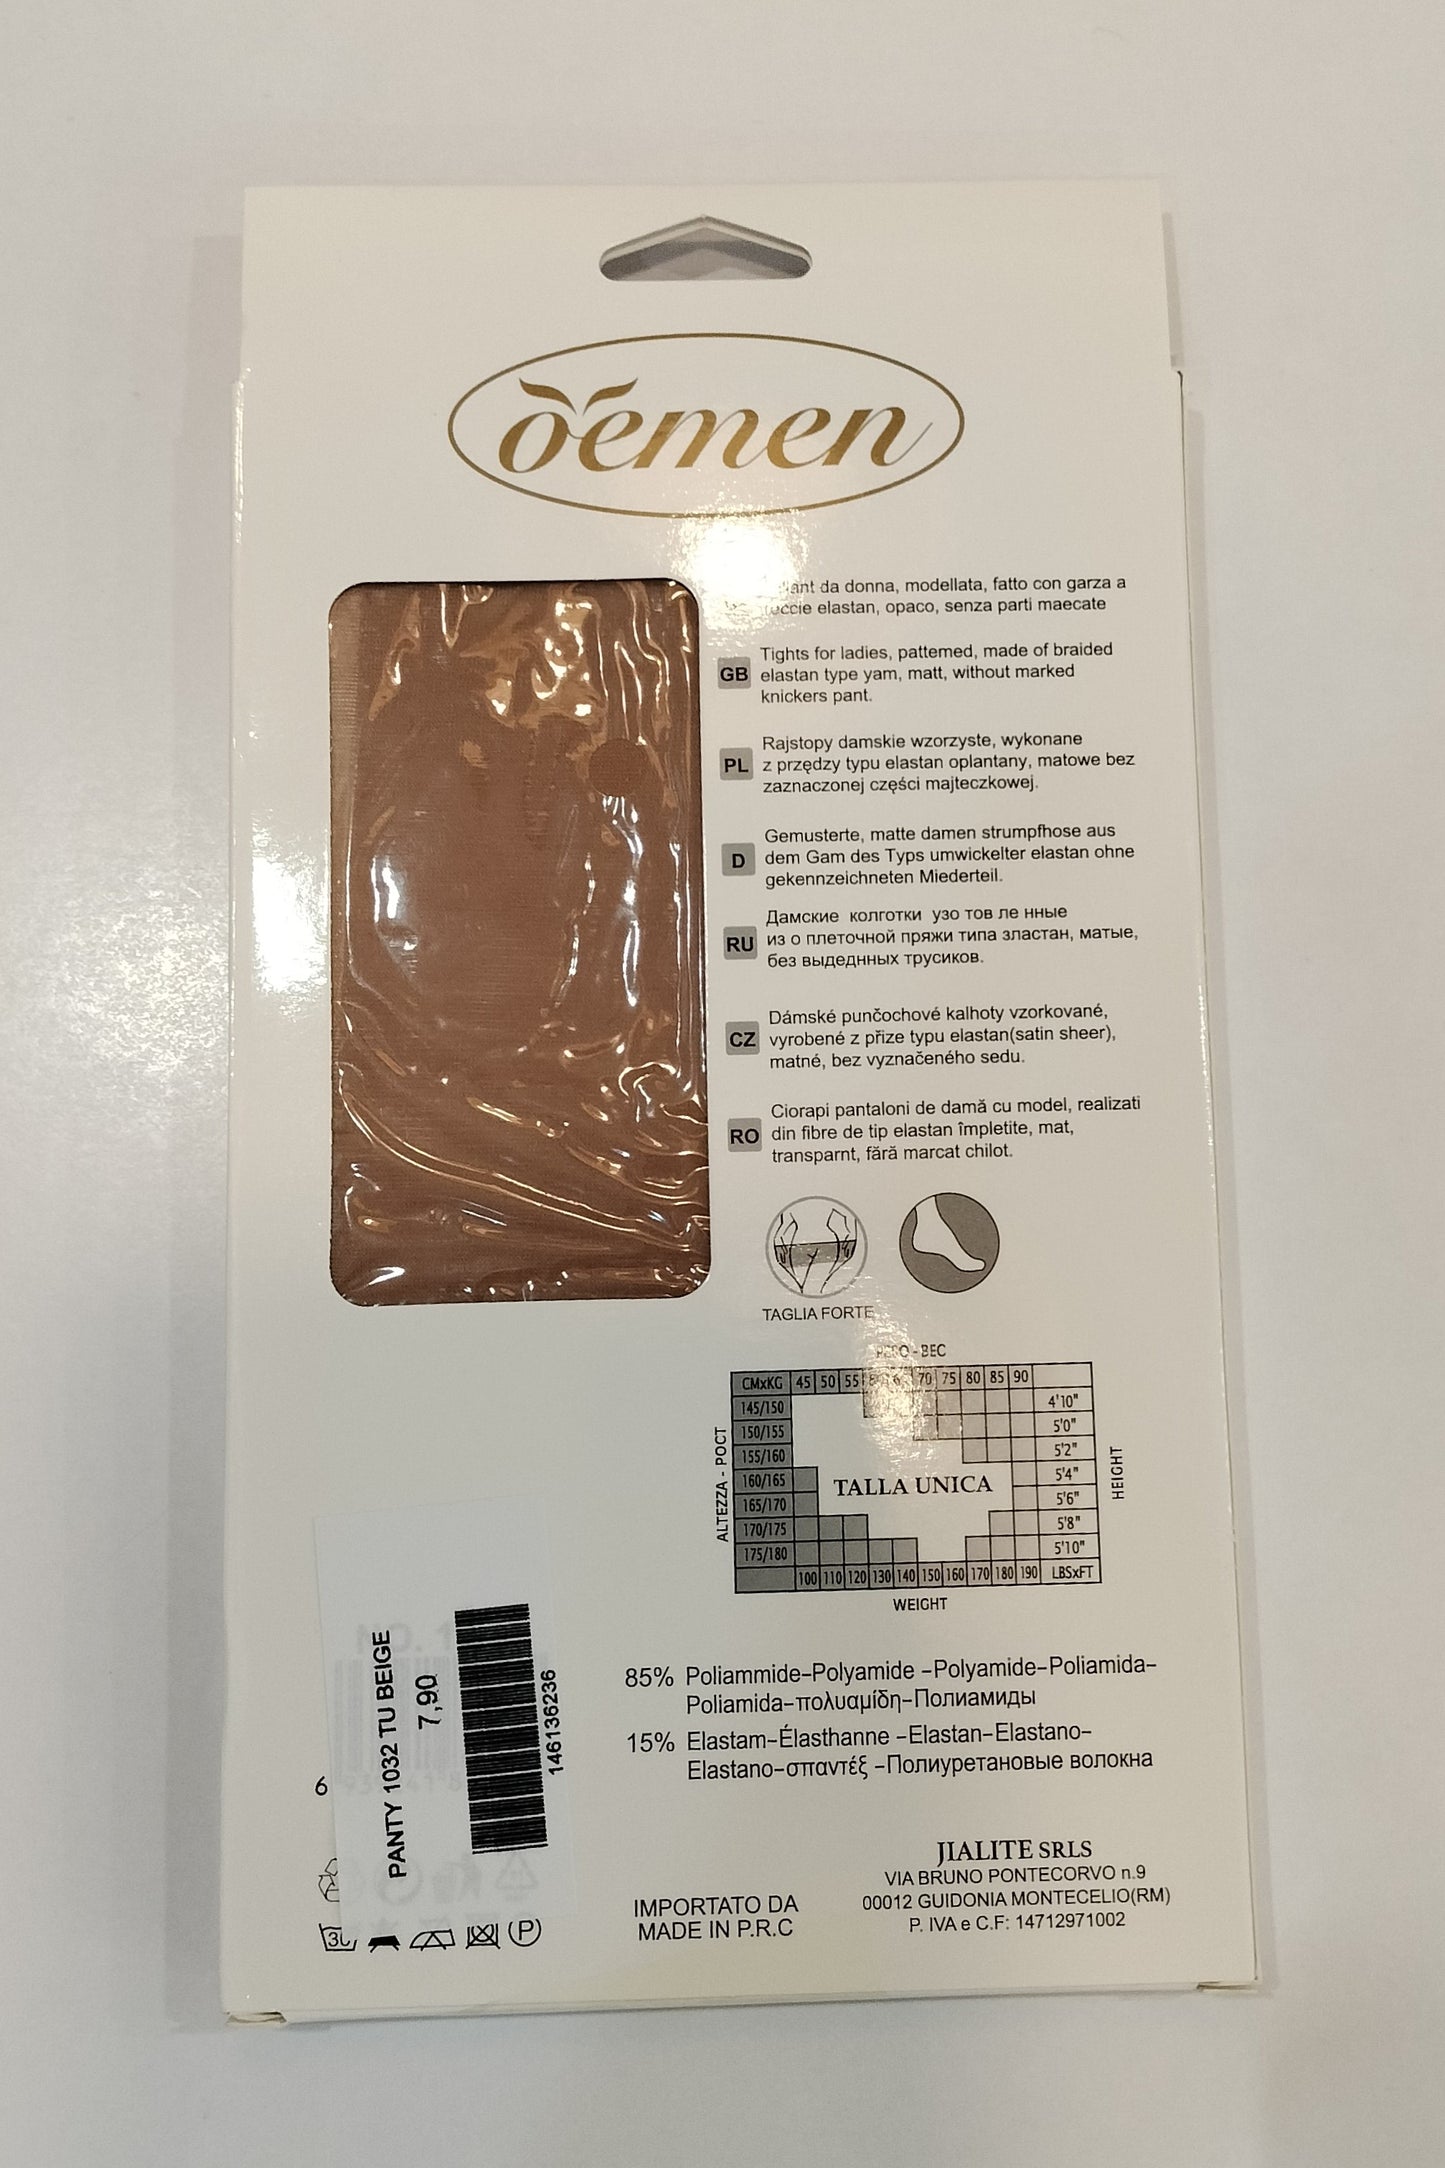 öemen
da donna, modellata, fatto con garza a
elastan, opaco, senza parti maecate
GB
Tights for ladies, pattemed, made of braided
elastan type yam, matt, without marked
knickers pant.
PL
Rajstopy damskie wzorzyste, wykonane
z przędzy typu elastan oplantany, matowe bez
zaznaczonej części majteczkowej.
D
Gemusterte, matte damen strumpfhose aus
dem Gam des Typs umwickelter elastan ohne
gekennzeichneten Miederteil.
RU
Дамские колготки узо тов ле нные
из о плеточной пряжи типа зластан, матые,
без выдеднных трусиков.
CZ
Dámské punčochové kalhoty vzorkované,
vyrobené z přize typu elastan(satin sheer),
matné, bez vyznačeného sedu.
RO
Ciorapi pantaloni de damă cu model, realizati
din fibre de tip elastan împletite, mat,
transparnt, fără marcat chilot.
TAGLIA FORTE
PESO - ВЕС
CMxKG 45 50 55 70 75 80 85 90
145/150 4'10"
150/155 5'0"
155/160 5'2"
160/165 5'4"
TALLA UNICA
165/170 5'6"
170/175 5'8"
175/180 5'10"
100 110 120 130 140 150 160 170 180 190 LBSxFT
ALTEZZA - РОСТ
HEIGHT
WEIGHT
PANTY 1032 TU BEIGE
7,90
146136236
6
85% Poliammide-Polyamide -Polyamide-Poliamida-
Poliamida-πολυαμίδη-Полиамиды
15% Elastam-Élasthanne -Elastan-Elastano-
Elastano-σπαντέξ -Полиуретановые волокна
P
IMPORTATO DA
MADE IN P.R.C
JIALITE SRLS
VIA BRUNO PONTECORVO n.9
00012 GUIDONIA MONTECELIO(RM)
P. IVA e C.F: 14712971002